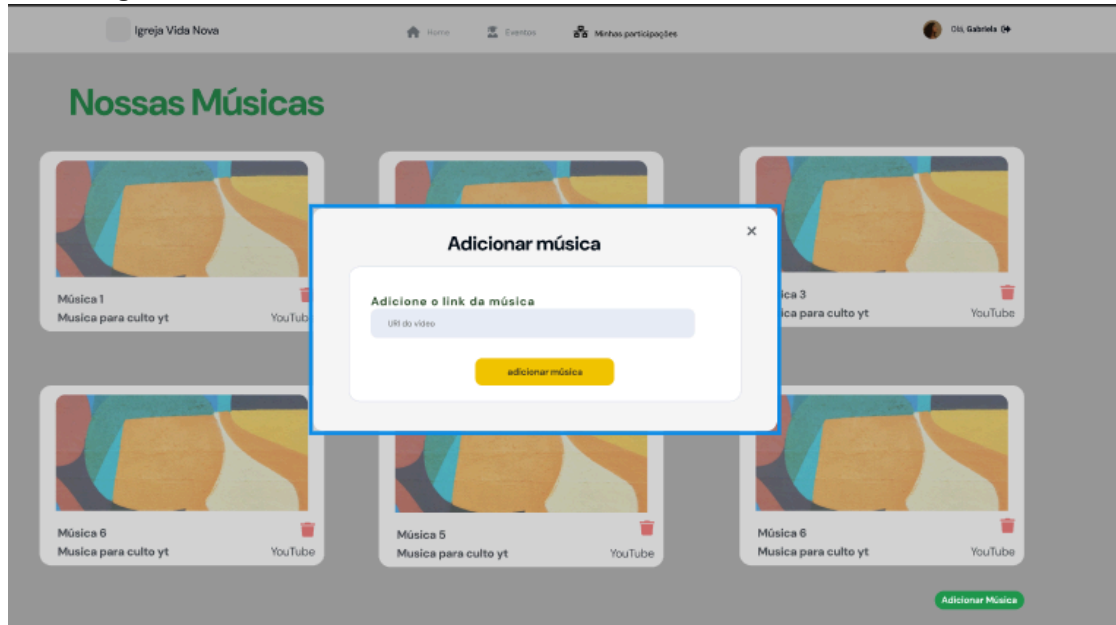 Igreja Vida Nova
Home
Eventos
Minhas participações
Olá, Gabriela
Nossas Músicas
Adicionar música
Adicione o link da música
URI do vídeo
adicionar música
Música 1
Musica para culto yt
YouTub
ica 3
ica para culto yt
YouTube
Música 6
Musica para culto yt
YouTube
Música 5
Musica para culto yt
YouTube
Música 6
Musica para culto yt
YouTube
Adicionar Música